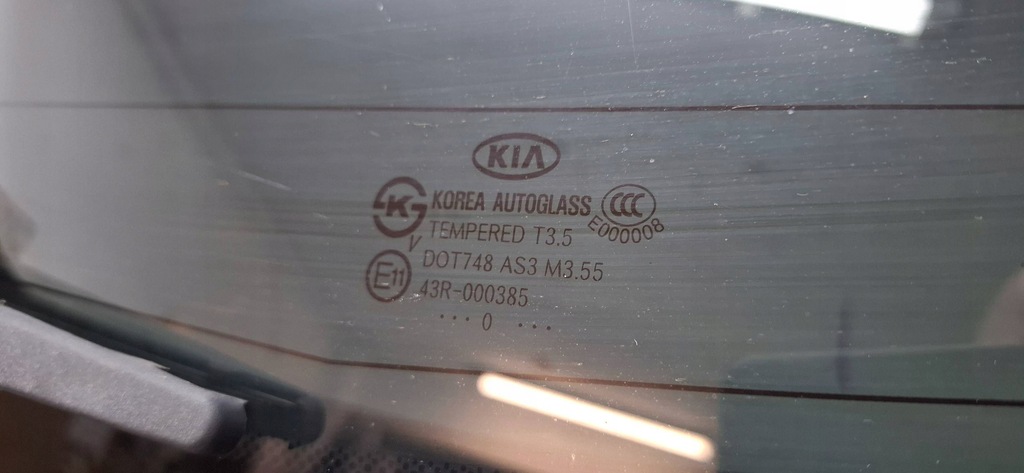 KIA
KOREA AUTOGLASS
CCC
E000008
TEMPERED T3.5
V
DOT748 AS3 M3.55
E11
43R-000385
··· 0 ···